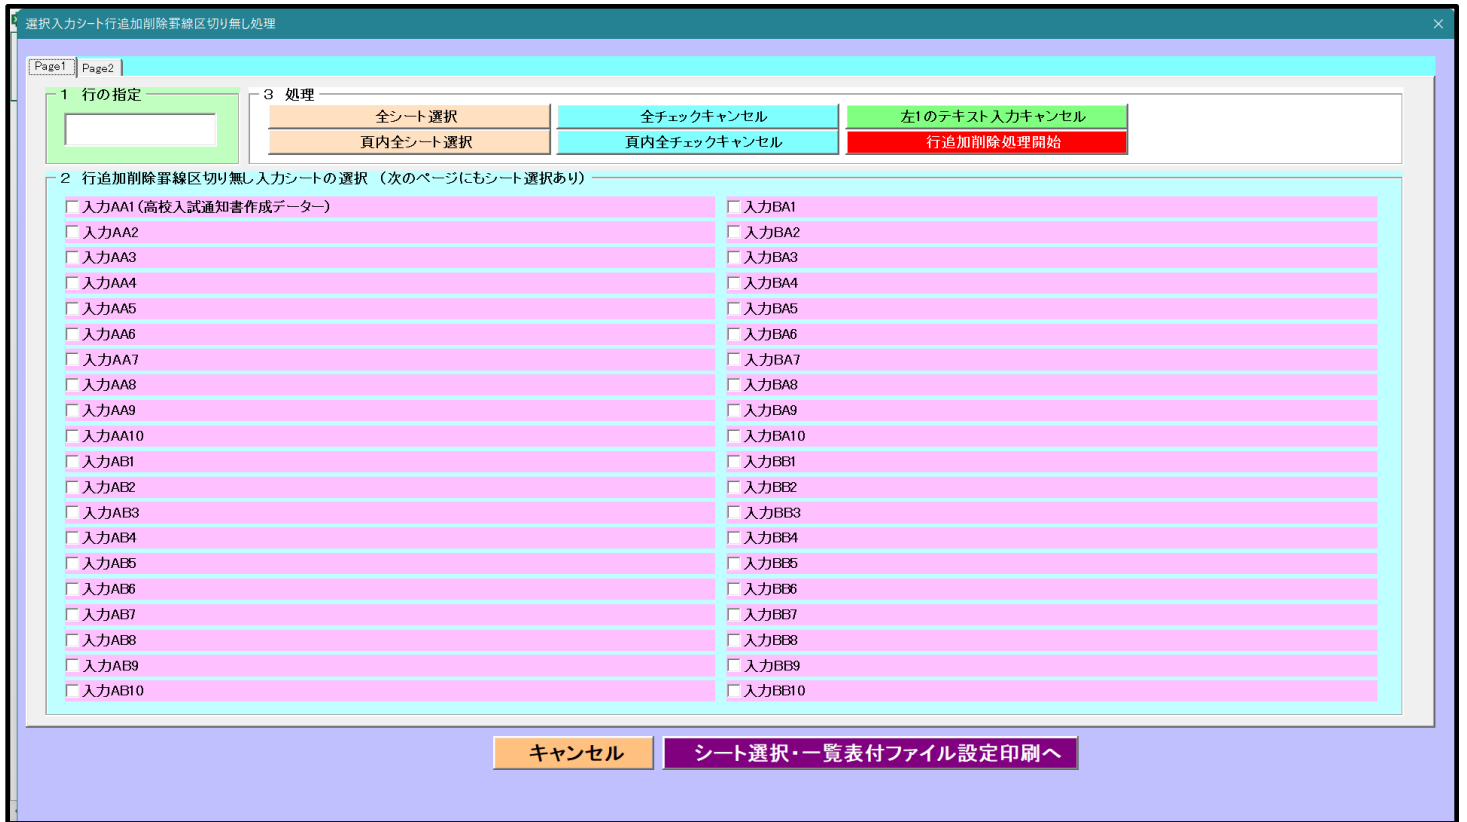 選択入力シート行追加削除罫線区切り無し処理
Page1 Page2
1 行の指定
3 処理
全シート選択 全チェックキャンセル 左1のテキスト入力キャンセル
頁内全シート選択 頁内全チェックキャンセル 行追加削除処理開始
2 行追加削除罫線区切り無し入力シートの選択 (次のページにもシート選択あり)
入力AA1(高校入試通知書作成データー) 入力BA1
入力AA2 入力BA2
入力AA3 入力BA3
入力AA4 入力BA4
入力AA5 入力BA5
入力AA6 入力BA6
入力AA7 入力BA7
入力AA8 入力BA8
入力AA9 入力BA9
入力AA10 入力BA10
入力AB1 入力BB1
入力AB2 入力BB2
入力AB3 入力BB3
入力AB4 入力BB4
入力AB5 入力BB5
入力AB6 入力BB6
入力AB7 入力BB7
入力AB8 入力BB8
入力AB9 入力BB9
入力AB10 入力BB10
キャンセル シート選択・一覧表付ファイル設定印刷へ